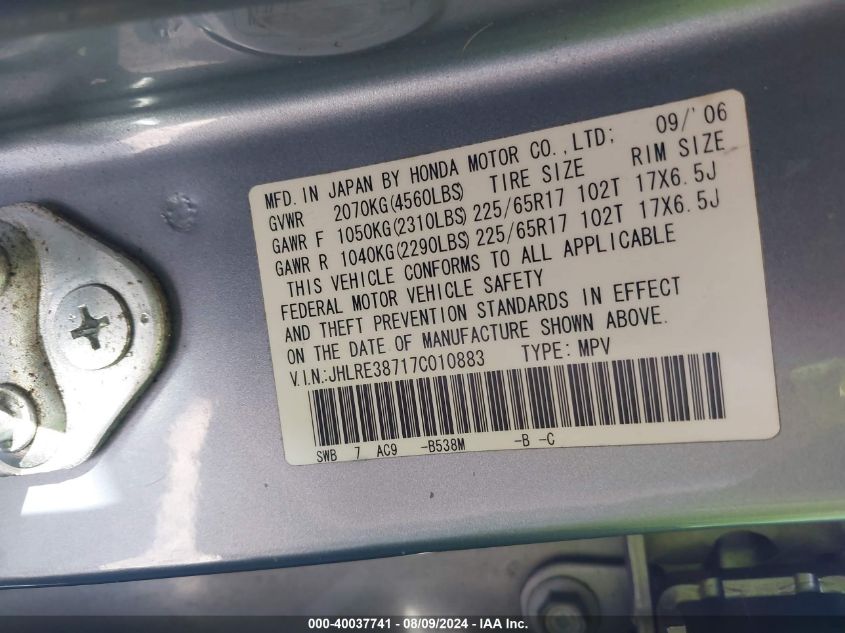 MFD. IN JAPAN BY HONDA MOTOR CO.,LTD; 09/'06
GVWR 2070KG(4560LBS) TIRE SIZE RIM SIZE
GAWR F 1050KG(2310LBS) 225/65R17 102T 17X6.5J
GAWR R 1040KG(2290LBS) 225/65R17 102T 17X6.5J
THIS VEHICLE CONFORMS TO ALL APPLICABLE
FEDERAL MOTOR VEHICLE SAFETY
AND THEFT PREVENTION STANDARDS IN EFFECT
ON THE DATE OF MANUFACTURE SHOWN ABOVE.
V.I.N.:JHLRE38717C010883 TYPE: MPV
SWB 7 AC9 -B538M -B -C
000-40037741 - 08/09/2024 - IAA Inc.